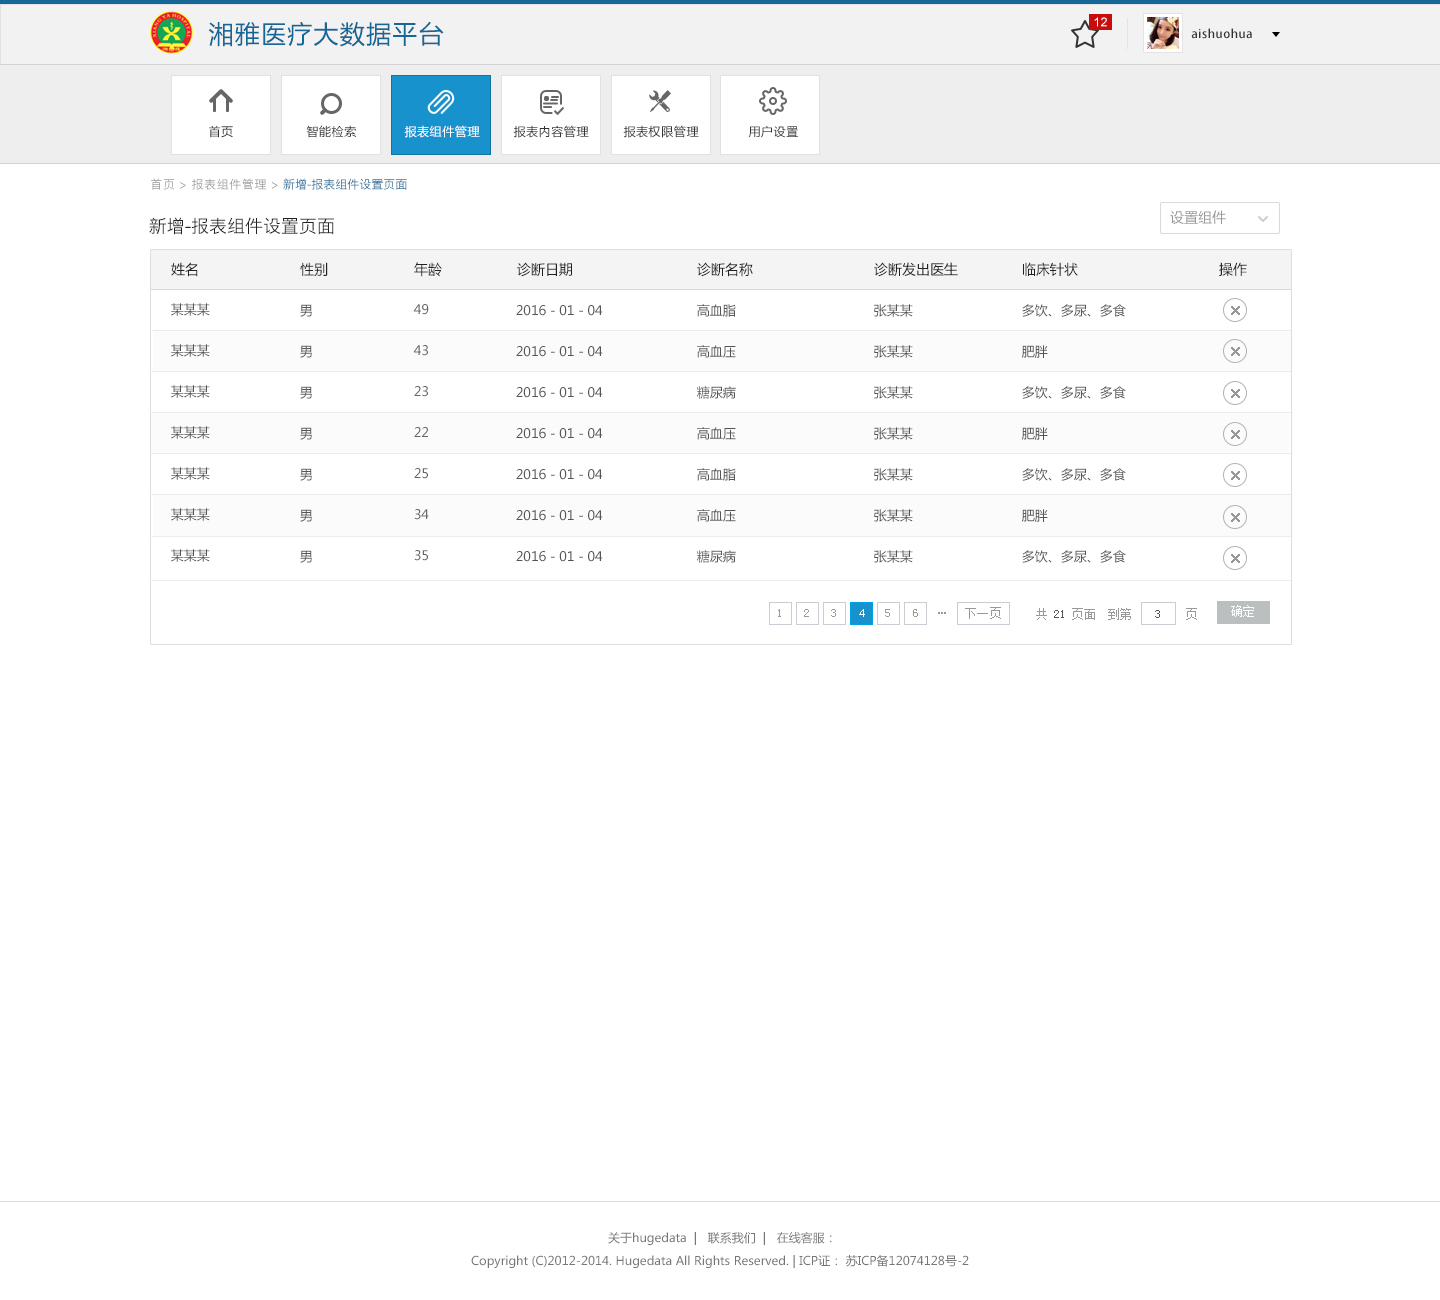 湘雅医疗大数据平台
12
aishuohua
首页 智能检索 报表组件管理 报表内容管理 报表权限管理 用户设置
首页 > 报表组件管理 > 新增-报表组件设置页面
新增-报表组件设置页面
设置组件
姓名 性别 年龄 诊断日期 诊断名称 诊断发出医生 临床针状 操作
某某某 男 49 2016 - 01 - 04 高血脂 张某某 多饮、多尿、多食
某某某 男 43 2016 - 01 - 04 高血压 张某某 肥胖
某某某 男 23 2016 - 01 - 04 糖尿病 张某某 多饮、多尿、多食
某某某 男 22 2016 - 01 - 04 高血压 张某某 肥胖
某某某 男 25 2016 - 01 - 04 高血脂 张某某 多饮、多尿、多食
某某某 男 34 2016 - 01 - 04 高血压 张某某 肥胖
某某某 男 35 2016 - 01 - 04 糖尿病 张某某 多饮、多尿、多食
1 2 3 4 5 6 ··· 下一页 共 21 页面 到第 3 页 确定
关于hugedata | 联系我们 | 在线客服：
Copyright (C)2012-2014. Hugedata All Rights Reserved. | ICP证： 苏ICP备12074128号-2